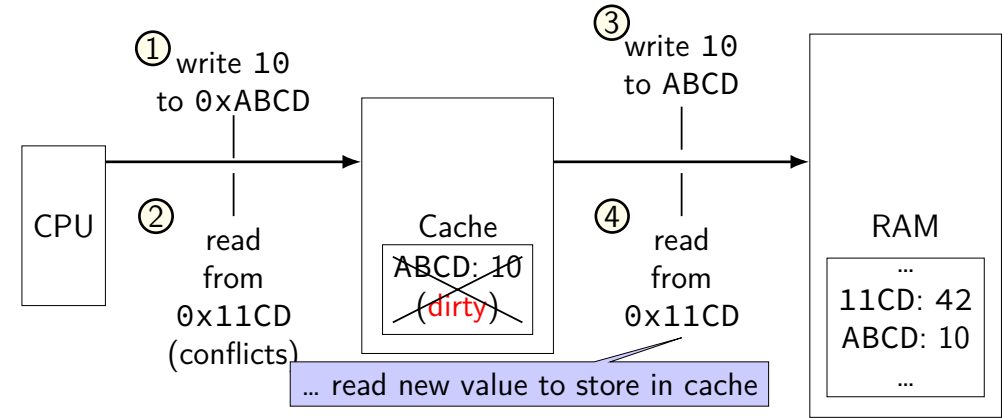 1
write 10
to 0xABCD
3
write 10
to ABCD
CPU
2
read
from
0x11CD
(conflicts)
Cache
ABCD: 10
(dirty)
4
read
from
0x11CD
RAM
...
11CD: 42
ABCD: 10
...
... read new value to store in cache